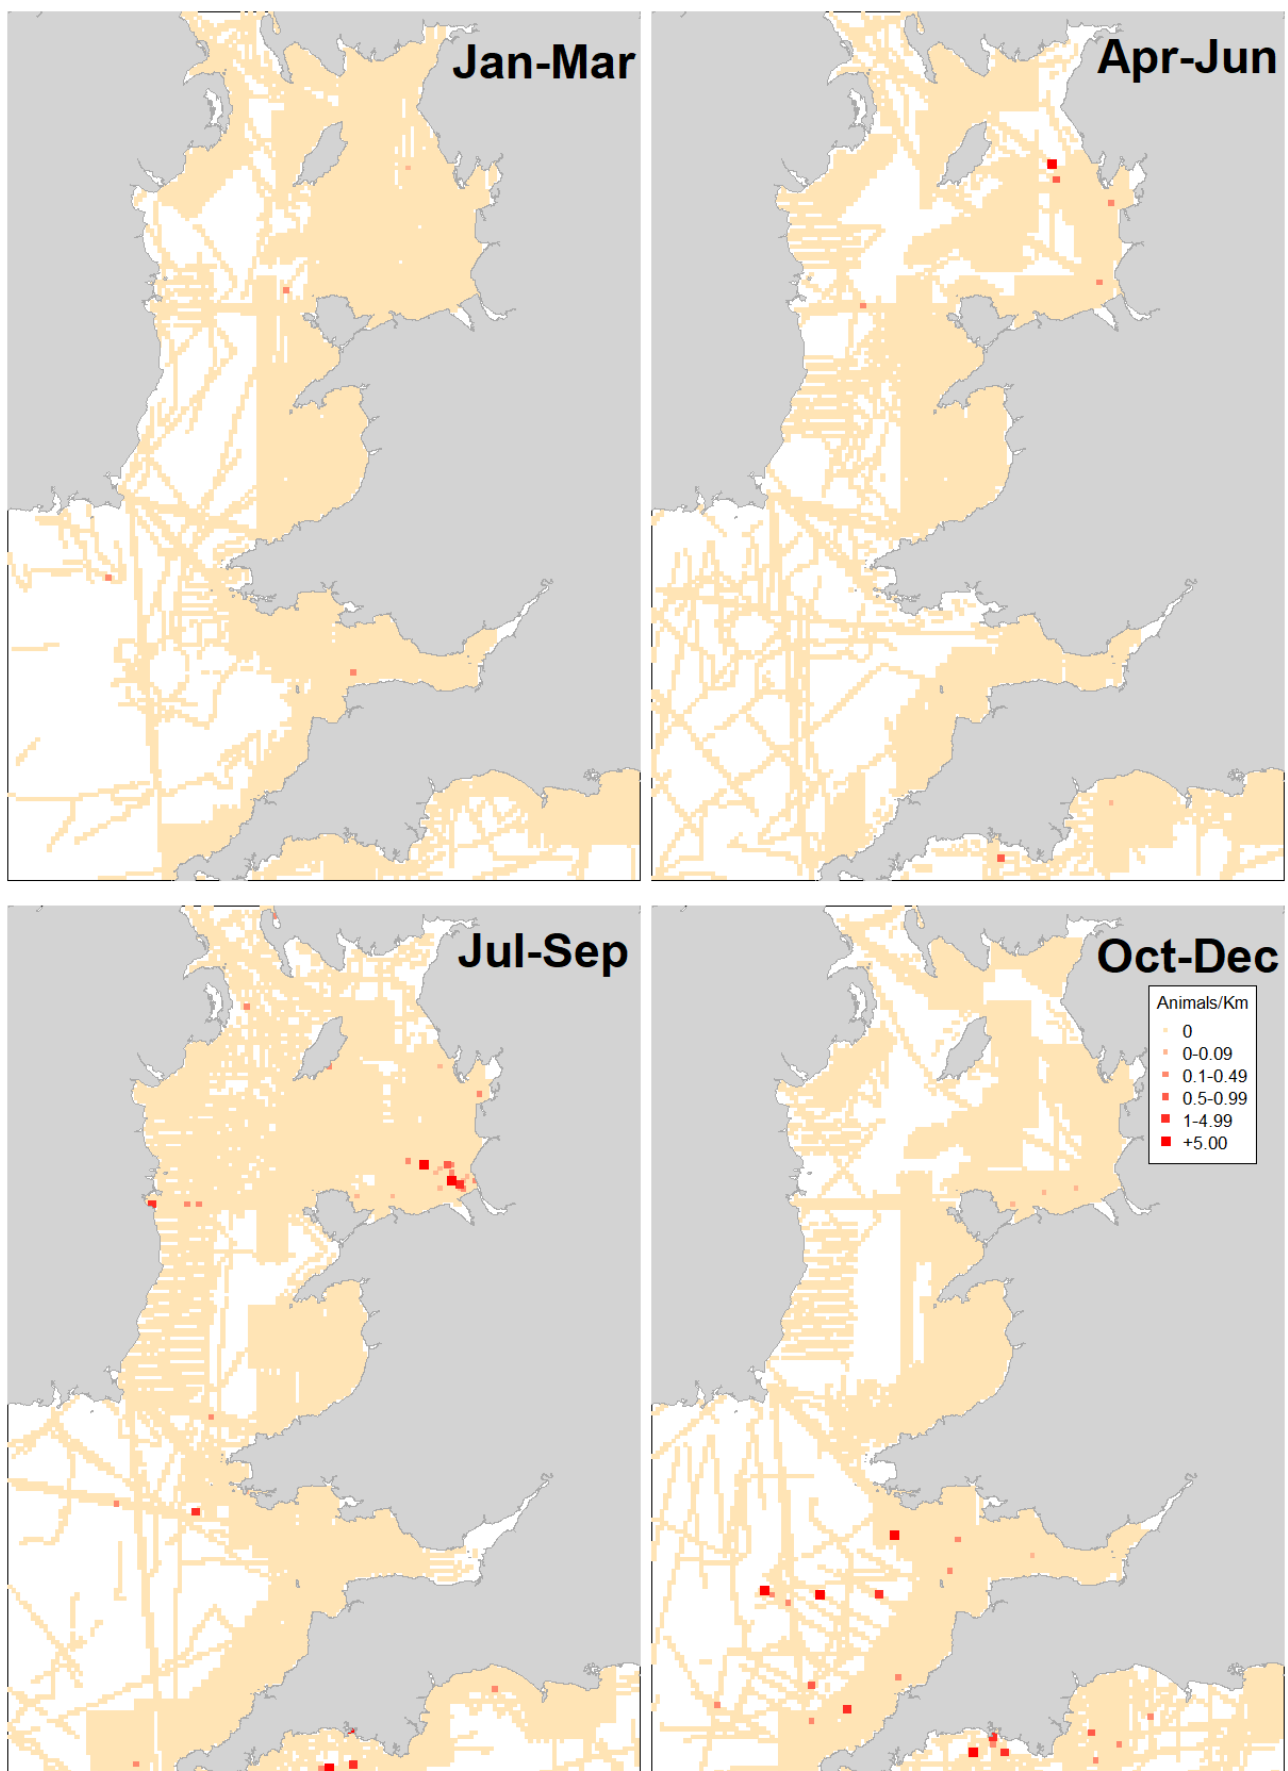 Jan-Mar
Apr-Jun
Jul-Sep
Oct-Dec
Animals/Km
0
0-0.09
0.1-0.49
0.5-0.99
1-4.99
+5.00